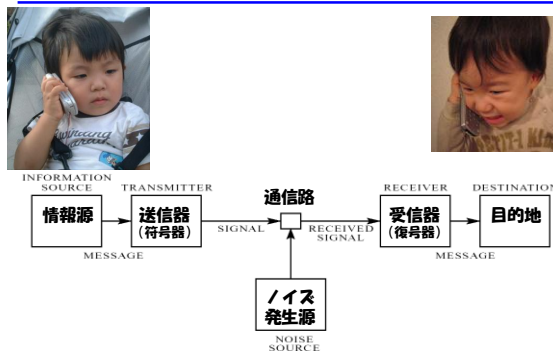 INFORMATION
SOURCE
TRANSMITTER
通信路
RECEIVER
DESTINATION
情報源
送信器
(符号器)
SIGNAL
RECEIVED
SIGNAL
受信器
(復号器)
目的地
MESSAGE
MESSAGE
ノイズ
発生源
NOISE
SOURCE